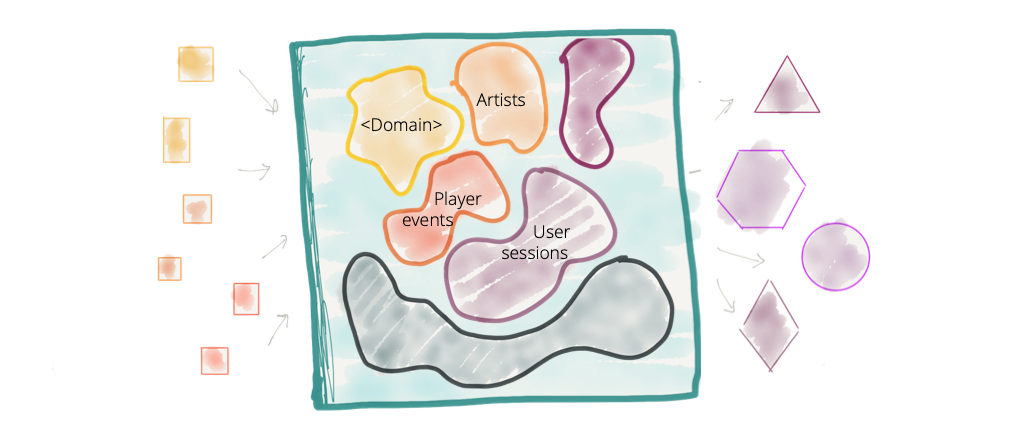 <Domain>
Artists
Player
events
User
sessions